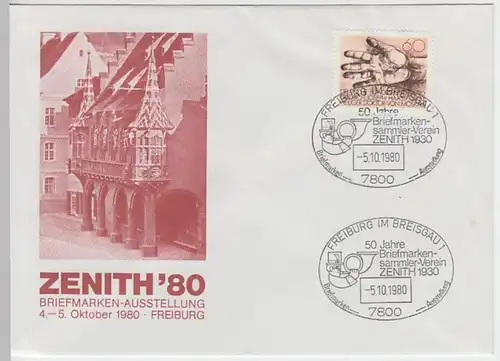 60
ZENITH '80
BRIEFMARKEN-AUSSTELLUNG
4.–5. Oktober 1980 · FREIBURG
FREIBURG IM BREISGAU 1
50 Jahre
Briefmarken-
sammler-Verein
ZENITH 1930
-5.10.1980
Briefmarken — Ausstellung
7800
FREIBURG IM BREISGAU 1
50 Jahre
Briefmarken-
sammler-Verein
ZENITH 1930
-5.10.1980
Briefmarken — Ausstellung
7800